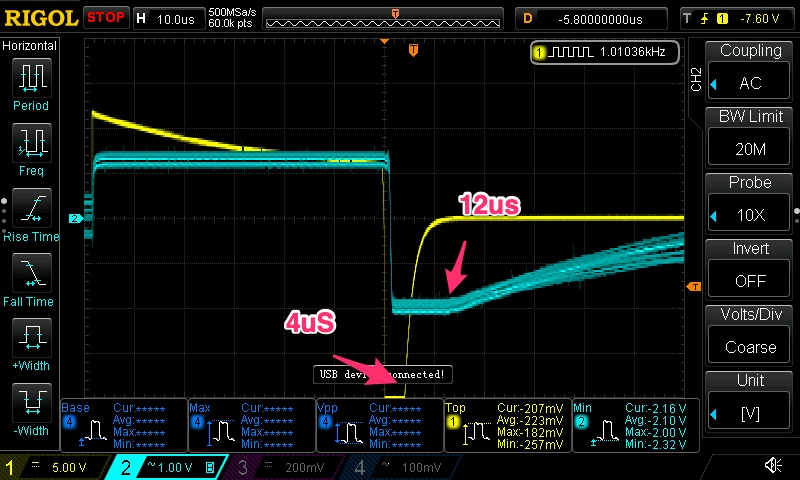 RIGOL STOP H 10.0us 500MSa/s 60.0k pts D -5.80000000us T 1 -7.60 V
Horizontal
Period
Freq
Rise Time
Fall Time
+Width
-Width
T
1 1.01036kHz
2
12us
4uS
T
USB dev connected!
CH2
Coupling
AC
BW Limit
20M
Probe
10X
Invert
OFF
Volts/Div
Coarse
Unit
[V]
Base Cur:***** Max Cur:***** Vpp Cur:***** Top Cur:-207mV Min Cur:-2.16 V
4 Avg:***** 4 Avg:***** 4 Avg:***** 1 Avg:-223mV 2 Avg:-2.10 V
Max:***** Max:***** Max:***** Max:-182mV Max:-2.00 V
Min:***** Min:***** Min:***** Min:-257mV Min:-2.32 V
1 5.00 V 2 1.00 V 3 200mV 4 100mV